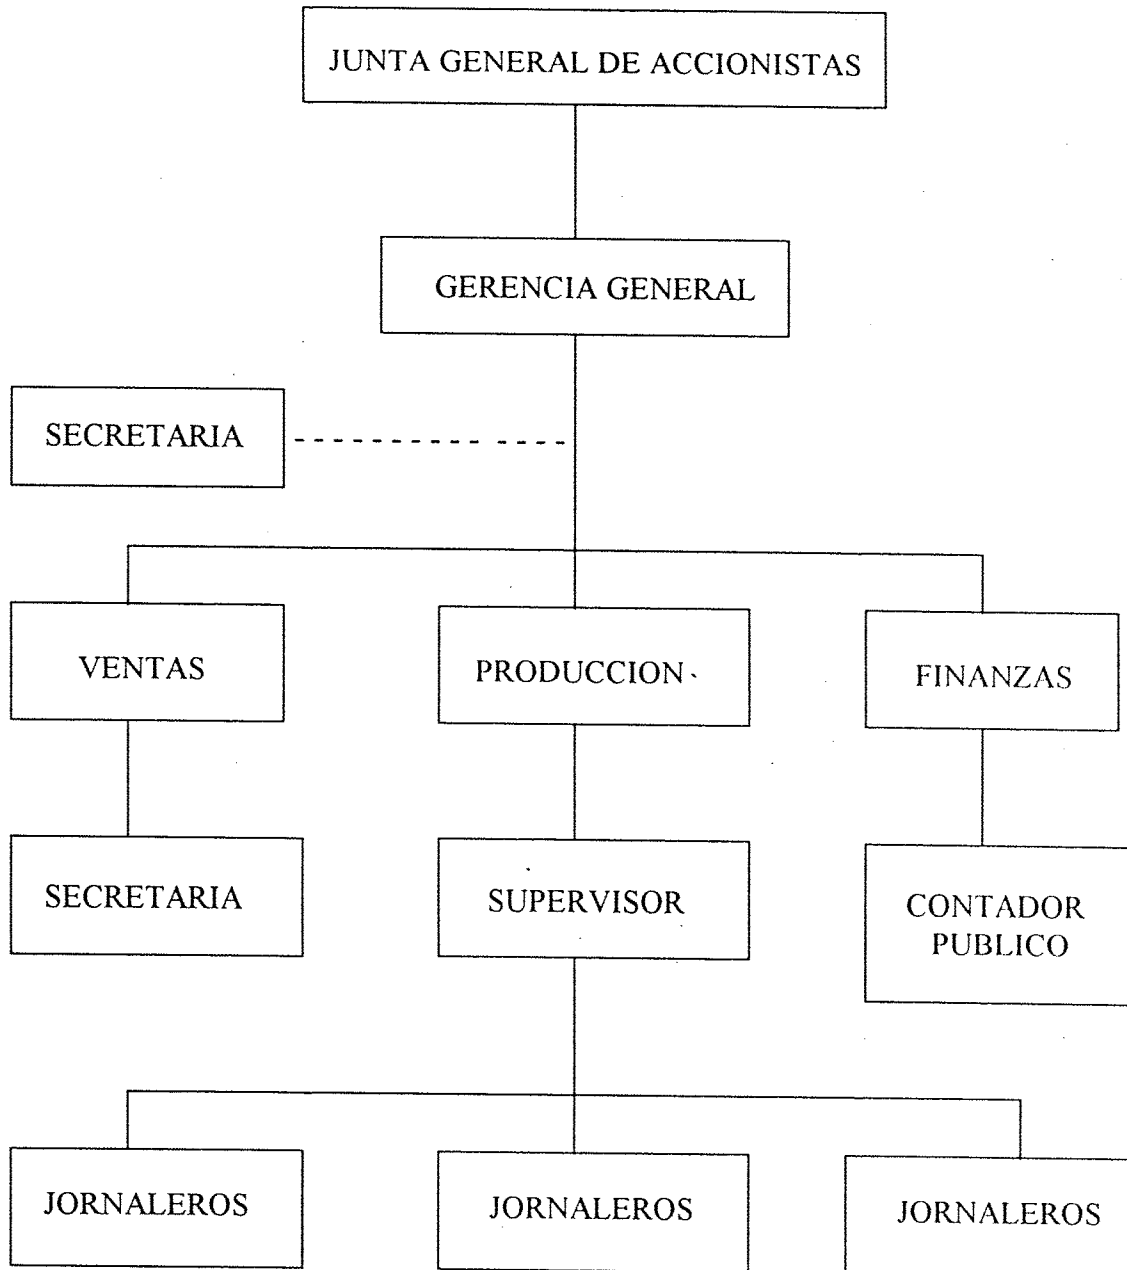 JUNTA GENERAL DE ACCIONISTAS
GERENCIA GENERAL
SECRETARIA
VENTAS
PRODUCCION
FINANZAS
SECRETARIA
SUPERVISOR
CONTADOR
PUBLICO
JORNALEROS
JORNALEROS
JORNALEROS